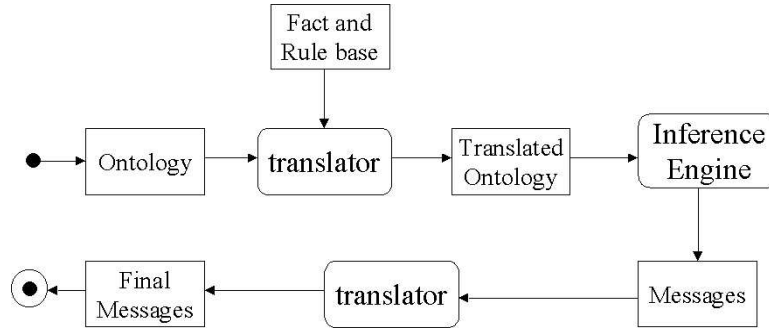 Fact and
Rule base
Ontology
translator
Translated
Ontology
Inference
Engine
Final
Messages
translator
Messages